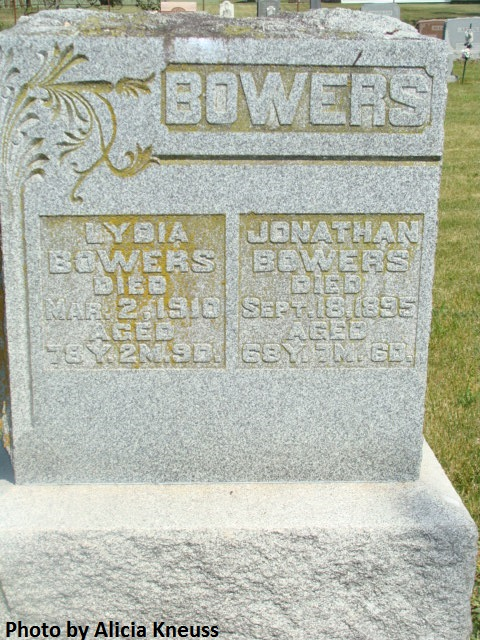 BOWERS
LYDIA
BOWERS
DIED
MAR. 2, 1910
AGED
78Y. 2M. 9D.
JONATHAN
BOWERS
DIED
SEPT. 18, 1895
AGED
68Y. 6D.
Photo by Alicia Kneuss